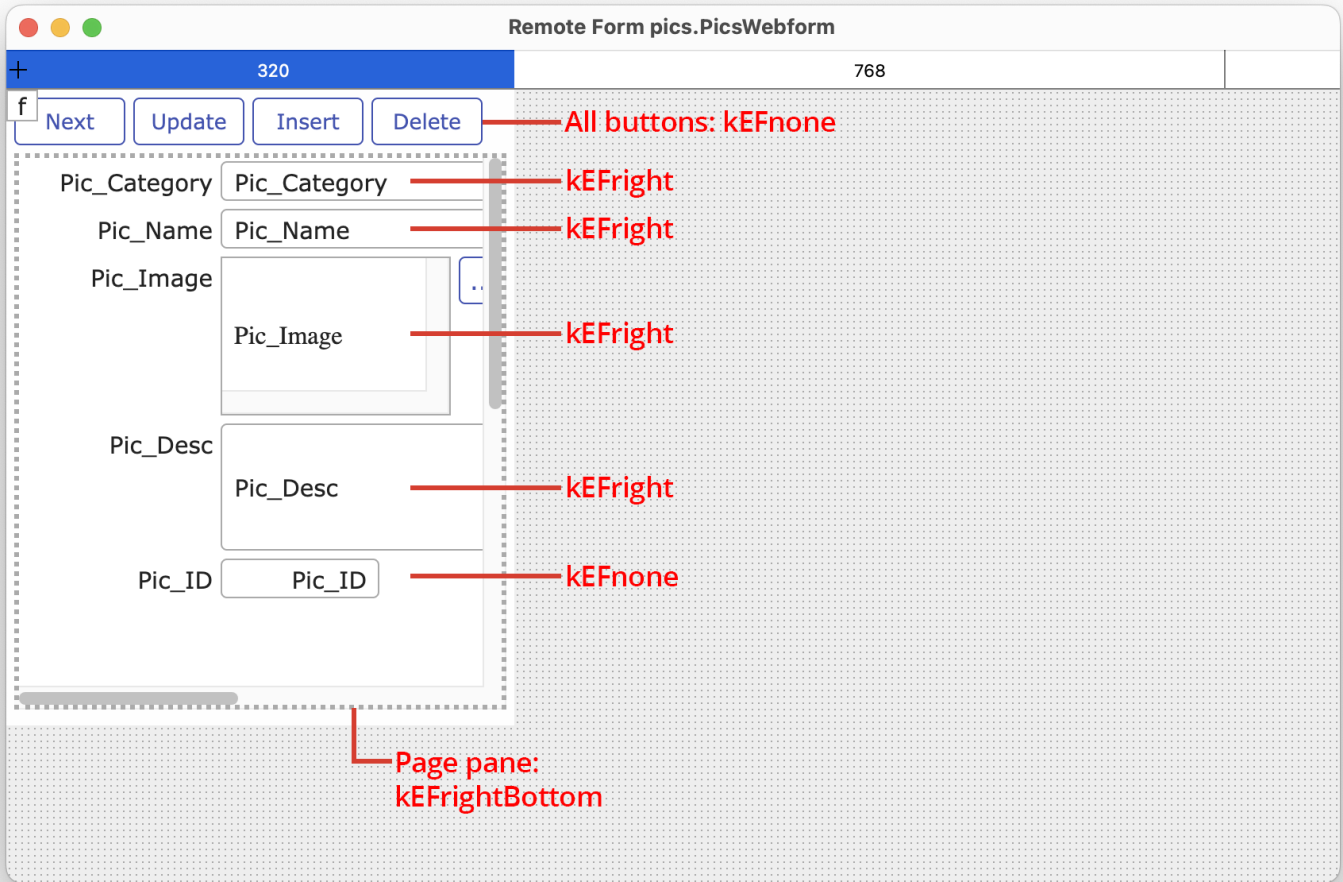 Remote Form pics.PicsWebform
320 768
f
Next Update Insert Delete All buttons: kEFnone
Pic_Category Pic_Category kEFright
Pic_Name Pic_Name kEFright
Pic_Image ..
Pic_Image kEFright
Pic_Desc
Pic_Desc kEFright
Pic_ID Pic_ID kEFnone
Page pane:
kEFrightBottom